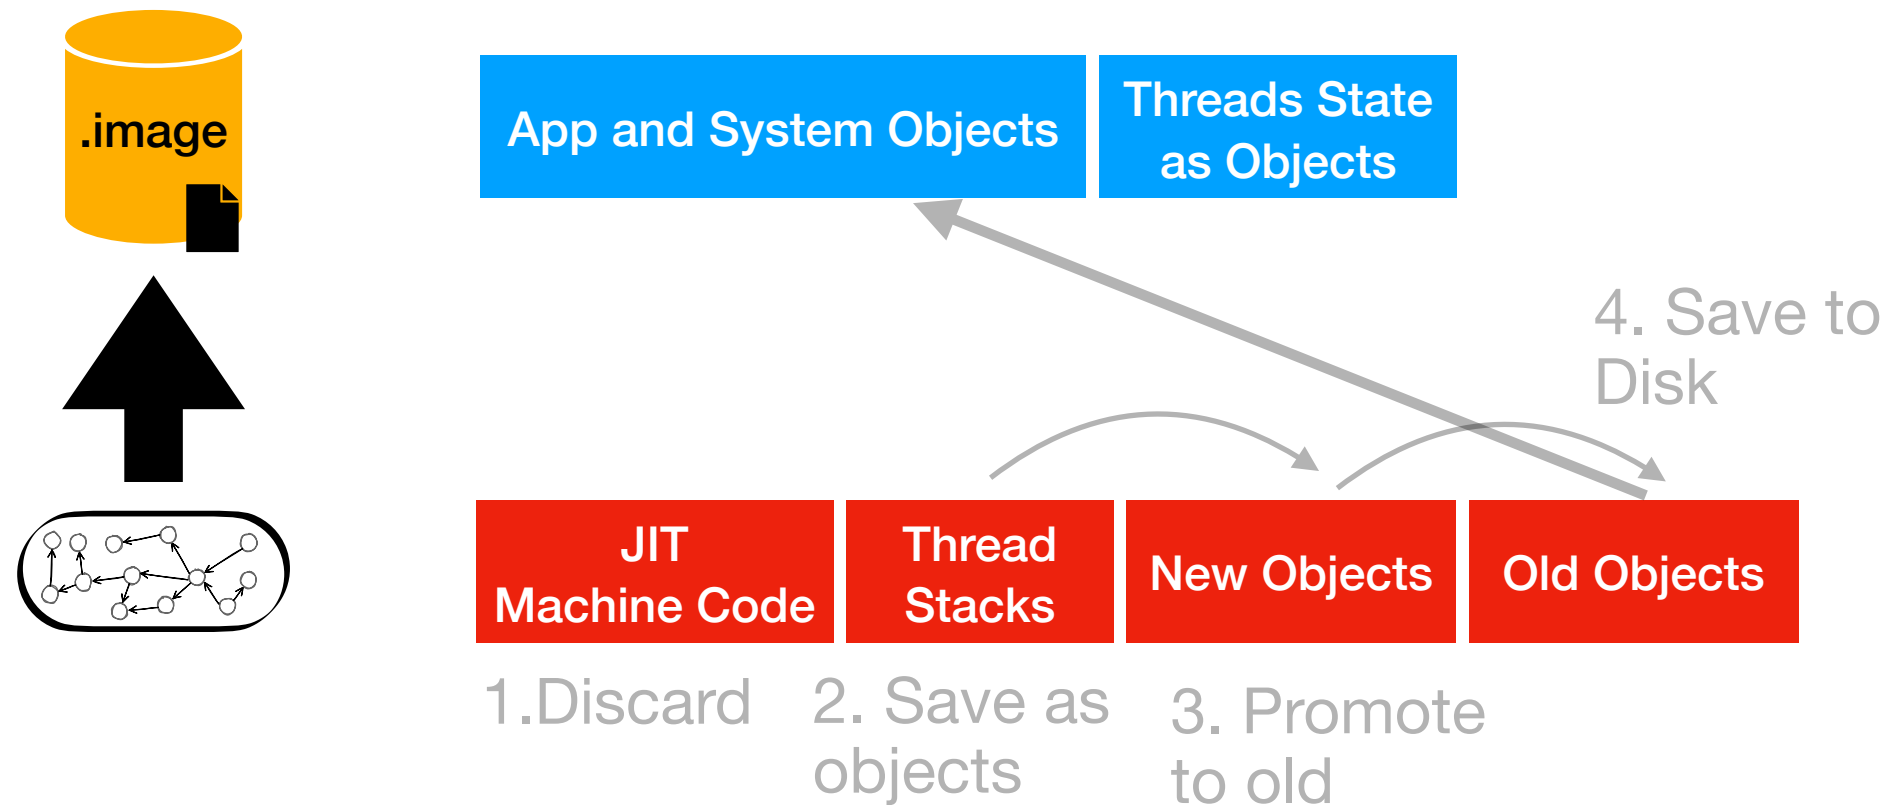 .image
App and System Objects
Threads State
as Objects
4. Save to
Disk
JIT
Machine Code
Thread
Stacks
New Objects
Old Objects
1.Discard
2. Save as
objects
3. Promote
to old